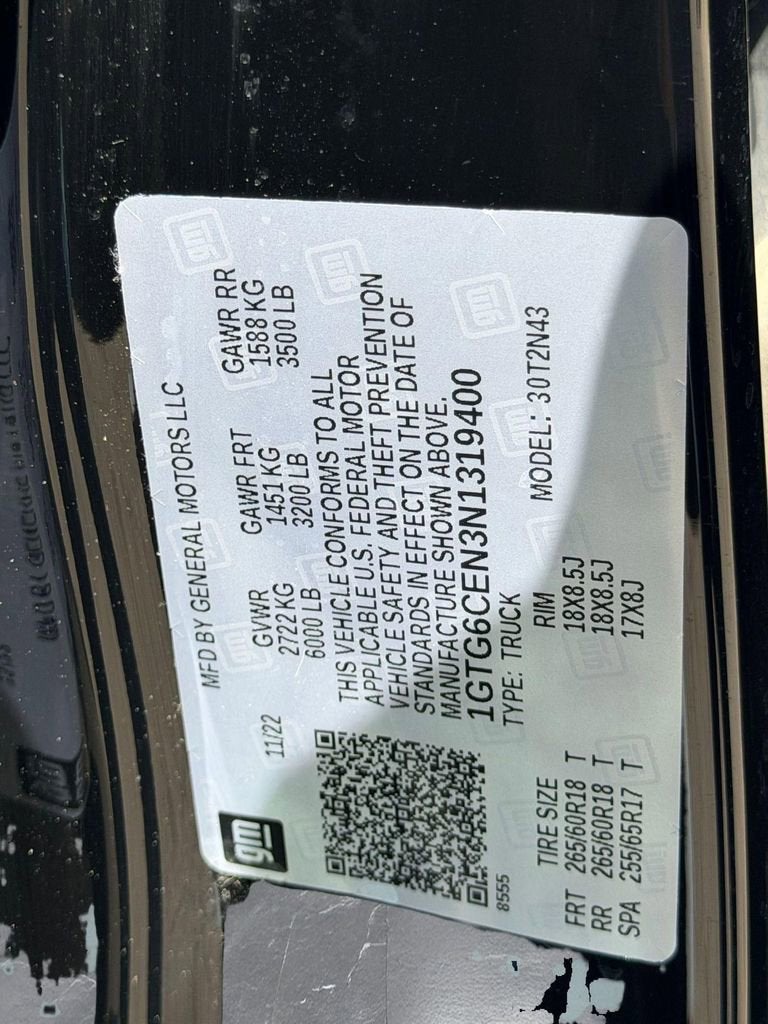 gm
MFD BY GENERAL MOTORS LLC
11/22
GVWR GAWR FRT GAWR RR
2722 KG 1451 KG 1588 KG
6000 LB 3200 LB 3500 LB
THIS VEHICLE CONFORMS TO ALL
APPLICABLE U.S. FEDERAL MOTOR
VEHICLE SAFETY AND THEFT PREVENTION
STANDARDS IN EFFECT ON THE DATE OF
MANUFACTURE SHOWN ABOVE.
1GTG6CEN3N1319400
8555
TYPE: TRUCK
MODEL: 30T2N43
TIRE SIZE RIM
FRT 265/60R18 T 18X8.5J
RR 265/60R18 T 18X8.5J
SPA 255/65R17 T 17X8J